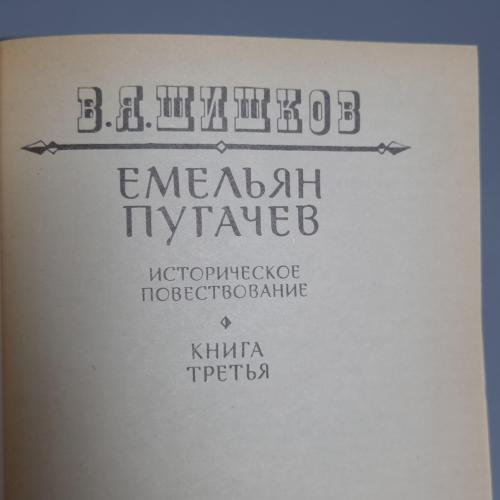 В.Я.ШИШКОВ
ЕМЕЛЬЯН
ПУГАЧЕВ
ИСТОРИЧЕСКОЕ
ПОВЕСТВОВАНИЕ
КНИГА
ТРЕТЬЯ